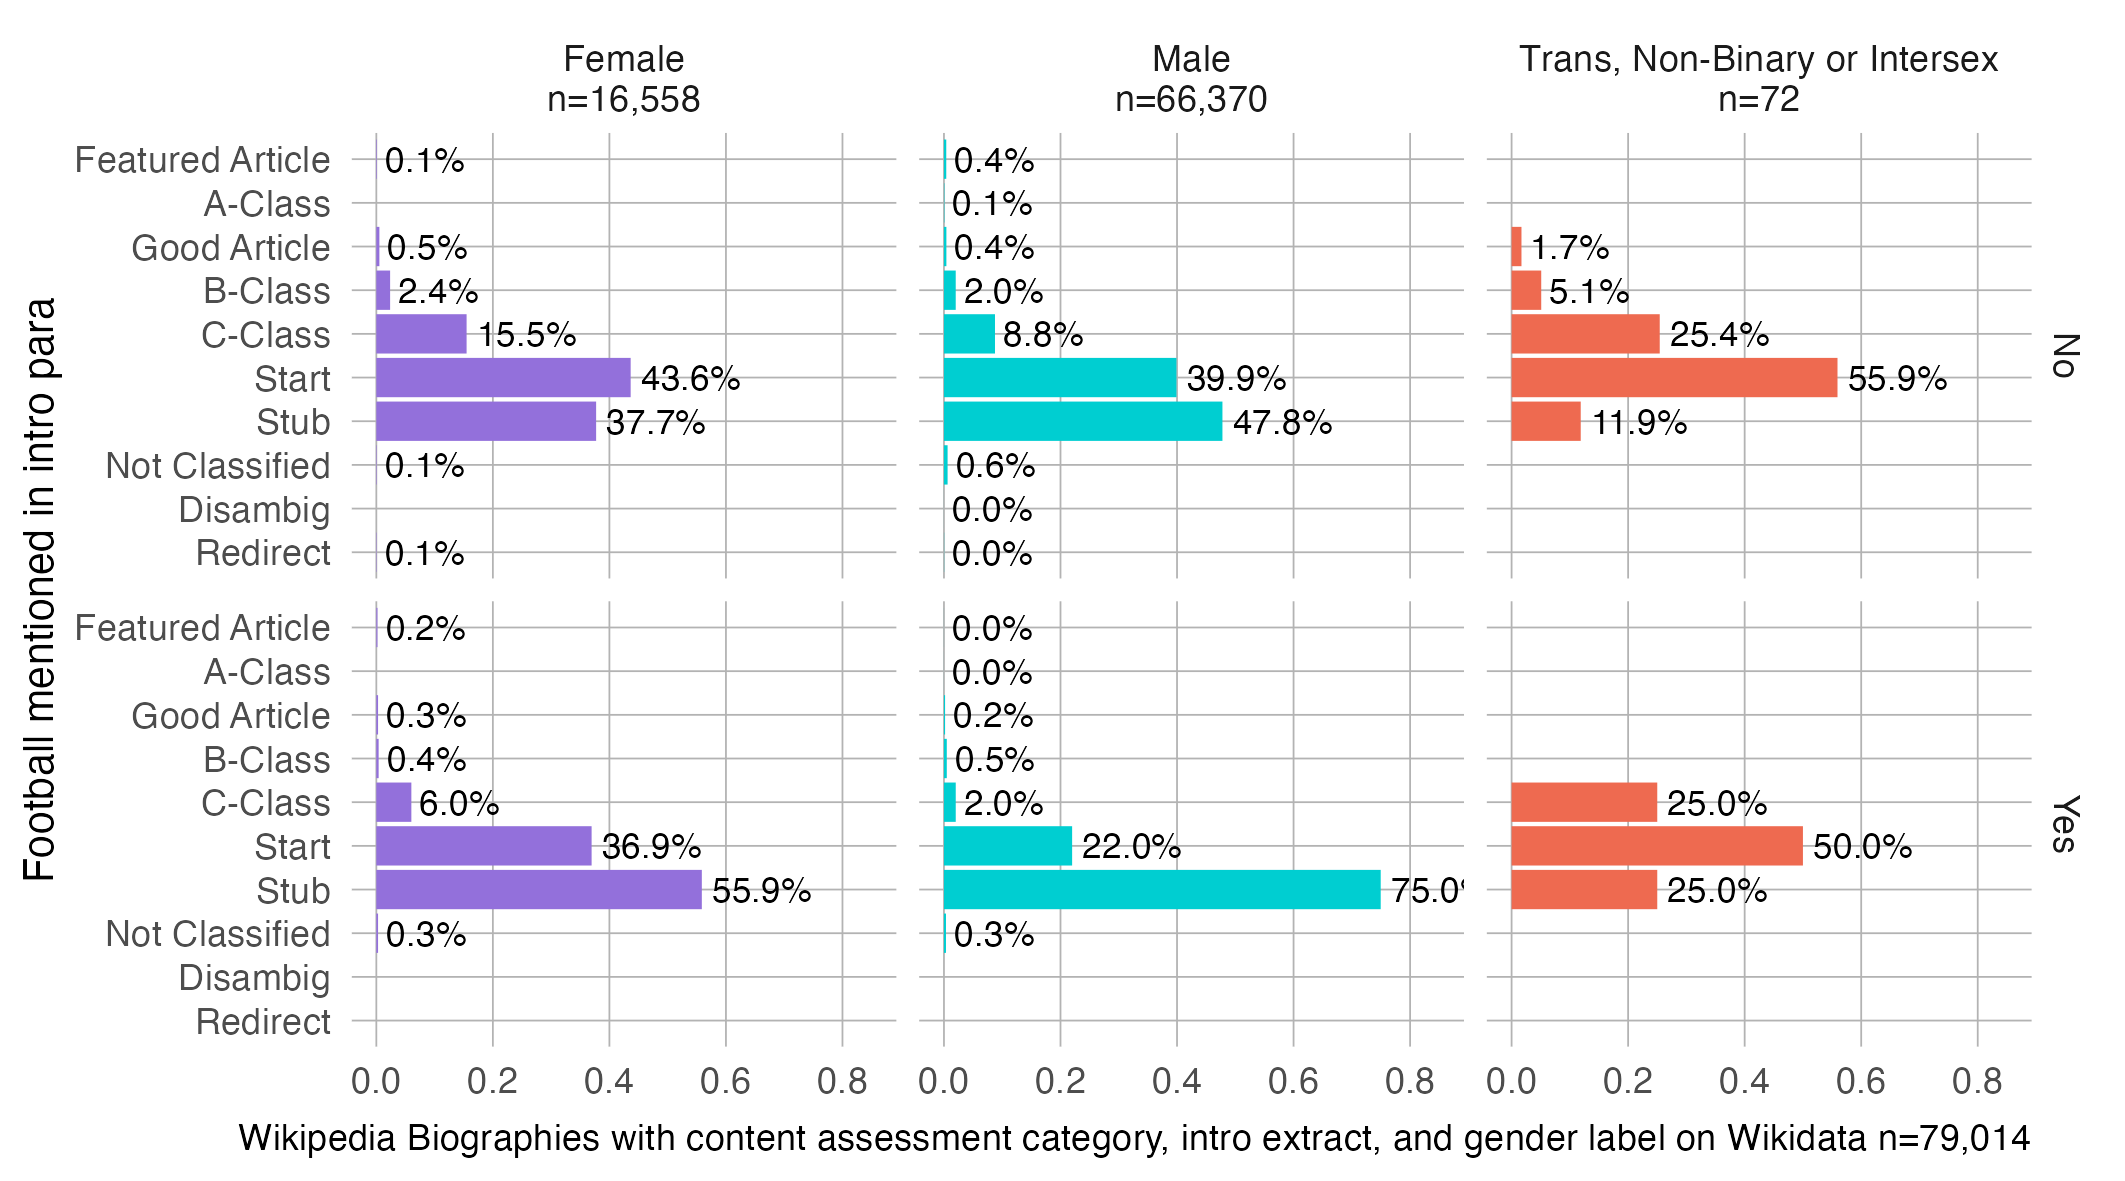 Female
n=16,558
Male
n=66,370
Trans, Non-Binary or Intersex
n=72
Football mentioned in intro para
Featured Article 0.1% 0.4%
A-Class 0.1%
Good Article 0.5% 0.4% 1.7%
B-Class 2.4% 2.0% 5.1%
C-Class 15.5% 8.8% 25.4%
Start 43.6% 39.9% 55.9%
Stub 37.7% 47.8% 11.9%
Not Classified 0.1% 0.6%
Disambig 0.0%
Redirect 0.1% 0.0%
No
Featured Article 0.2% 0.0%
A-Class 0.0%
Good Article 0.3% 0.2%
B-Class 0.4% 0.5%
C-Class 6.0% 2.0% 25.0%
Start 36.9% 22.0% 50.0%
Stub 55.9% 75.0 25.0%
Not Classified 0.3% 0.3%
Disambig
Redirect
Yes
0.0 0.2 0.4 0.6 0.8 0.0 0.2 0.4 0.6 0.8 0.0 0.2 0.4 0.6 0.8
Wikipedia Biographies with content assessment category, intro extract, and gender label on Wikidata n=79,014